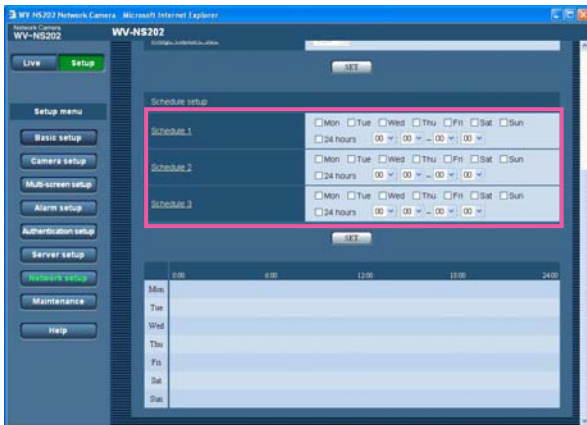 WV-NS202 Network Camera - Microsoft Internet Explorer
Network Camera
WV-NS202
WV-NS202
Live Setup
SET
Setup menu
Schedule setup
Basis setup
Schedule 1
Mon Tue Wed Thu Fri Sat Sun
24 hours 00 : 00 - 00 : 00
Camera setup
Schedule 2
Mon Tue Wed Thu Fri Sat Sun
24 hours 00 : 00 - 00 : 00
Multi-screen setup
Alarm setup
Schedule 3
Mon Tue Wed Thu Fri Sat Sun
24 hours 00 : 00 - 00 : 00
Authentication setup
SET
Server setup
Network setup
0:00 6:00 12:00 18:00 24:00
Maintenance
Mon
Tue
Help
Wed
Thu
Fri
Sat
Sun